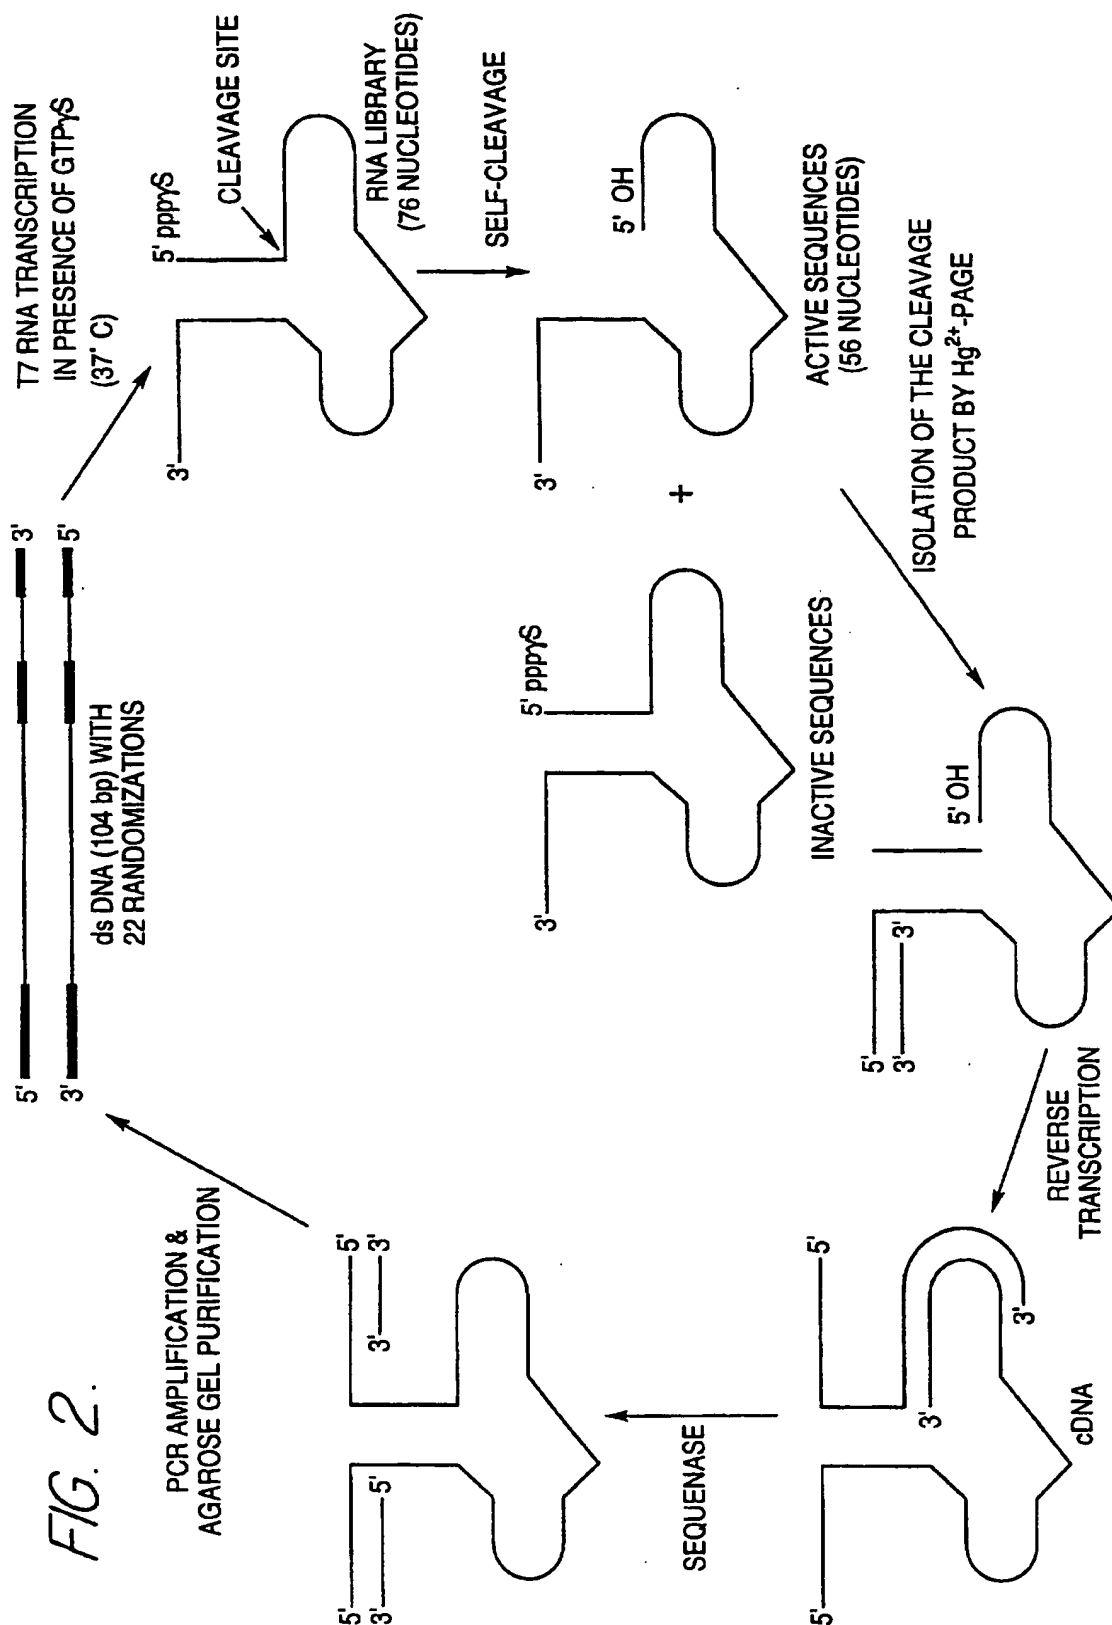 FIG. 2.
5'
3'
3'
5'
ds DNA (104 bp) WITH
22 RANDOMIZATIONS
T7 RNA TRANSCRIPTION
IN PRESENCE OF GTPγS
(37° C)
3'
5' pppγS
CLEAVAGE SITE
RNA LIBRARY
(76 NUCLEOTIDES)
SELF-CLEAVAGE
3'
5' pppγS
INACTIVE SEQUENCES
+
3'
5' OH
ACTIVE SEQUENCES
(56 NUCLEOTIDES)
ISOLATION OF THE CLEAVAGE
PRODUCT BY Hg2+-PAGE
5'
3'
3'
5' OH
REVERSE
TRANSCRIPTION
5'
5'
3'
3'
cDNA
SEQUENASE
5'
3'
5'
5'
3'
3'
PCR AMPLIFICATION &
AGAROSE GEL PURIFICATION